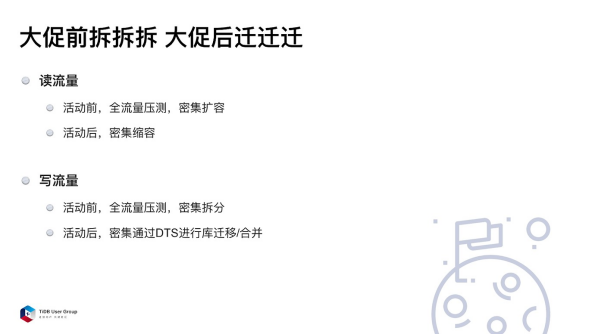 大促前拆拆拆 大促后迁迁迁
读流量
活动前，全流量压测，密集扩容
活动后，密集缩容
写流量
活动前，全流量压测，密集拆分
活动后，密集通过DTS进行库迁移/合并
TiDB User Group